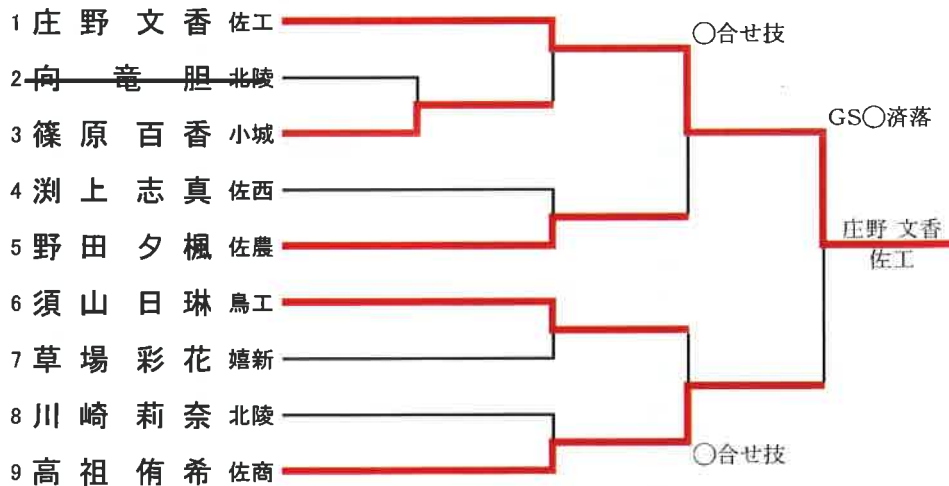 1 庄野文香 佐工
○合せ技
2 向竜胆 北陵
3 篠原百香 小城
GS○済落
4 渕上志真 佐西
5 野田夕楓 佐農
庄野 文香
佐工
6 須山日琳 鳥工
7 草場彩花 嬉新
8 川崎莉奈 北陵
○合せ技
9 高祖侑希 佐商